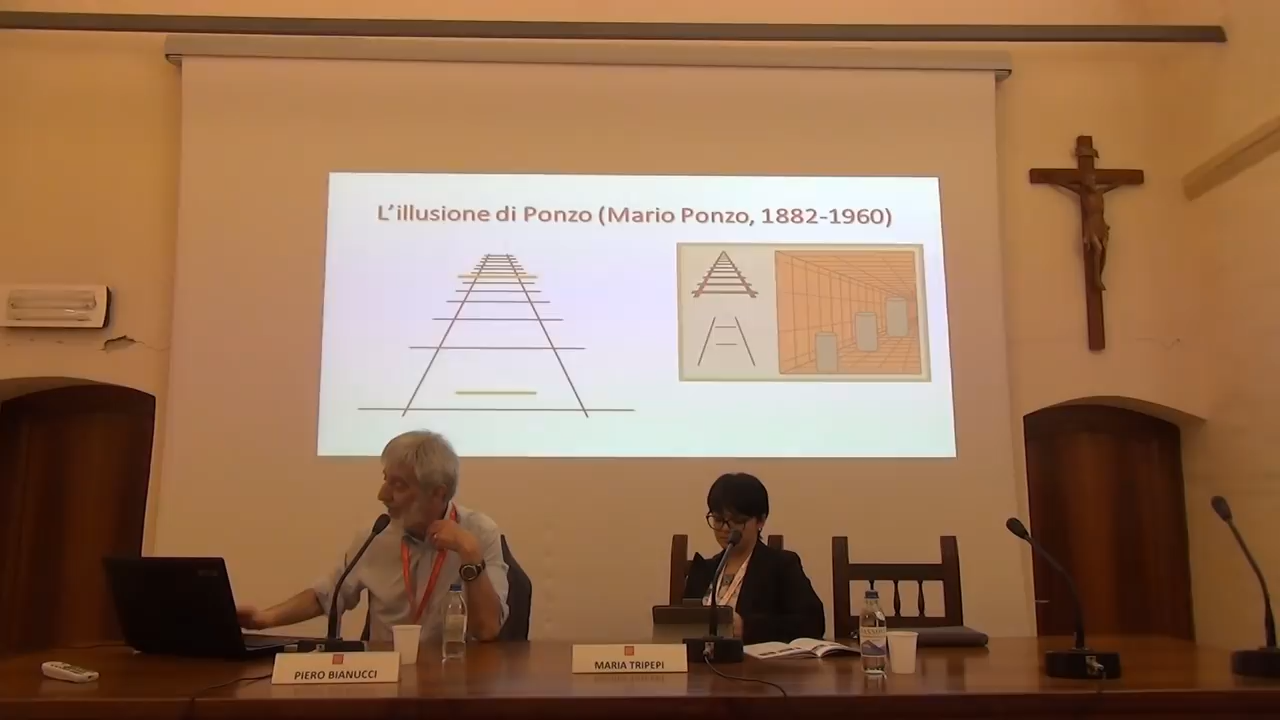 L'illusione di Ponzo (Mario Ponzo, 1882-1960)
PIERO BIANUCCI
MARIA TRIPEPI